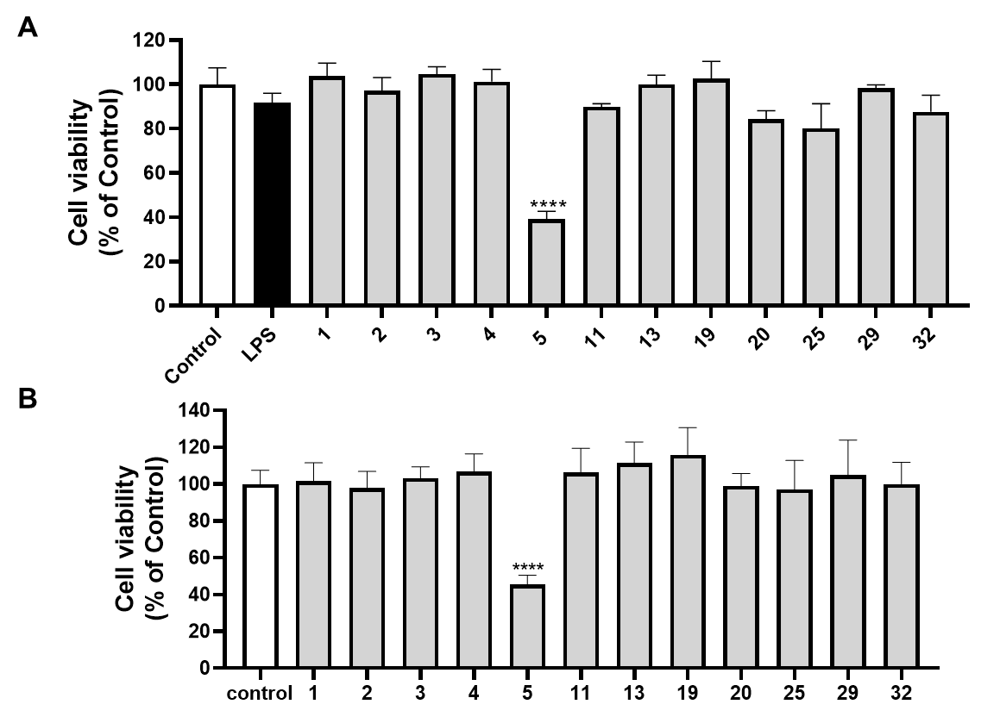 A
Cell viability
(% of Control)
120
100
80
60
40
20
0
****
Control LPS 1 2 3 4 5 11 13 19 20 25 29 32
B
Cell viability
(% of Control)
140
120
100
80
60
40
20
0
****
control 1 2 3 4 5 11 13 19 20 25 29 32